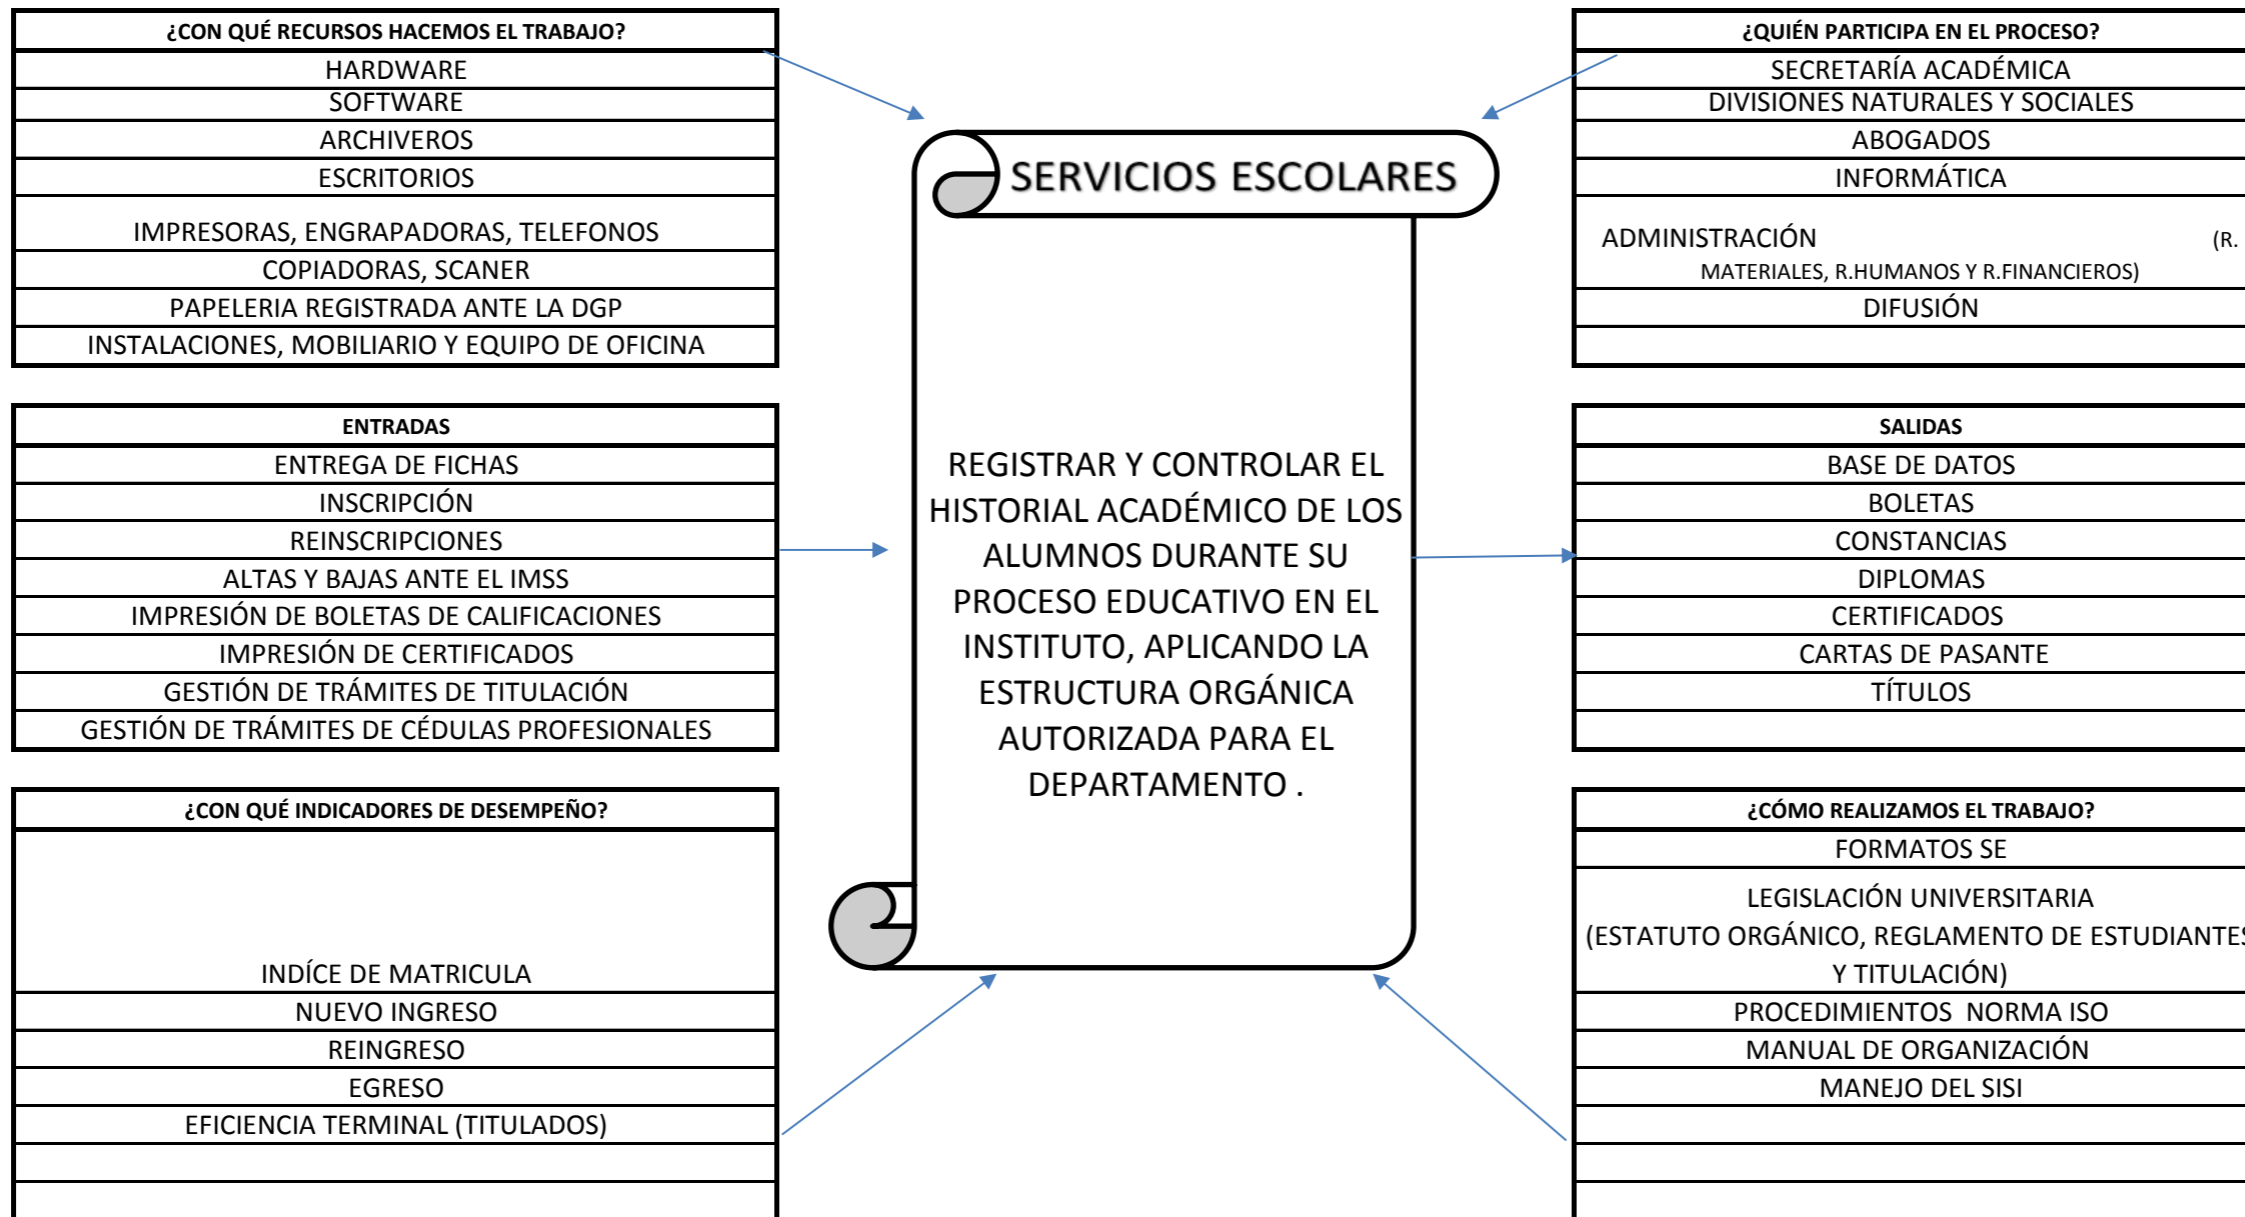 ¿CON QUÉ RECURSOS HACEMOS EL TRABAJO?
HARDWARE
SOFTWARE
ARCHIVEROS
ESCRITORIOS
IMPRESORAS, ENGRAPADORAS, TELEFONOS
COPIADORAS, SCANER
PAPELERIA REGISTRADA ANTE LA DGP
INSTALACIONES, MOBILIARIO Y EQUIPO DE OFICINA
¿QUIÉN PARTICIPA EN EL PROCESO?
SECRETARÍA ACADÉMICA
DIVISIONES NATURALES Y SOCIALES
ABOGADOS
INFORMÁTICA
ADMINISTRACIÓN (R.
MATERIALES, R.HUMANOS Y R.FINANCIEROS)
DIFUSIÓN
SERVICIOS ESCOLARES
REGISTRAR Y CONTROLAR EL
HISTORIAL ACADÉMICO DE LOS
ALUMNOS DURANTE SU
PROCESO EDUCATIVO EN EL
INSTITUTO, APLICANDO LA
ESTRUCTURA ORGÁNICA
AUTORIZADA PARA EL
DEPARTAMENTO .
ENTRADAS
ENTREGA DE FICHAS
INSCRIPCIÓN
REINSCRIPCIONES
ALTAS Y BAJAS ANTE EL IMSS
IMPRESIÓN DE BOLETAS DE CALIFICACIONES
IMPRESIÓN DE CERTIFICADOS
GESTIÓN DE TRÁMITES DE TITULACIÓN
GESTIÓN DE TRÁMITES DE CÉDULAS PROFESIONALES
SALIDAS
BASE DE DATOS
BOLETAS
CONSTANCIAS
DIPLOMAS
CERTIFICADOS
CARTAS DE PASANTE
TÍTULOS
¿CON QUÉ INDICADORES DE DESEMPEÑO?
INDÍCE DE MATRICULA
NUEVO INGRESO
REINGRESO
EGRESO
EFICIENCIA TERMINAL (TITULADOS)
¿CÓMO REALIZAMOS EL TRABAJO?
FORMATOS SE
LEGISLACIÓN UNIVERSITARIA
(ESTATUTO ORGÁNICO, REGLAMENTO DE ESTUDIANTES
Y TITULACIÓN)
PROCEDIMIENTOS  NORMA ISO
MANUAL DE ORGANIZACIÓN
MANEJO DEL SISI